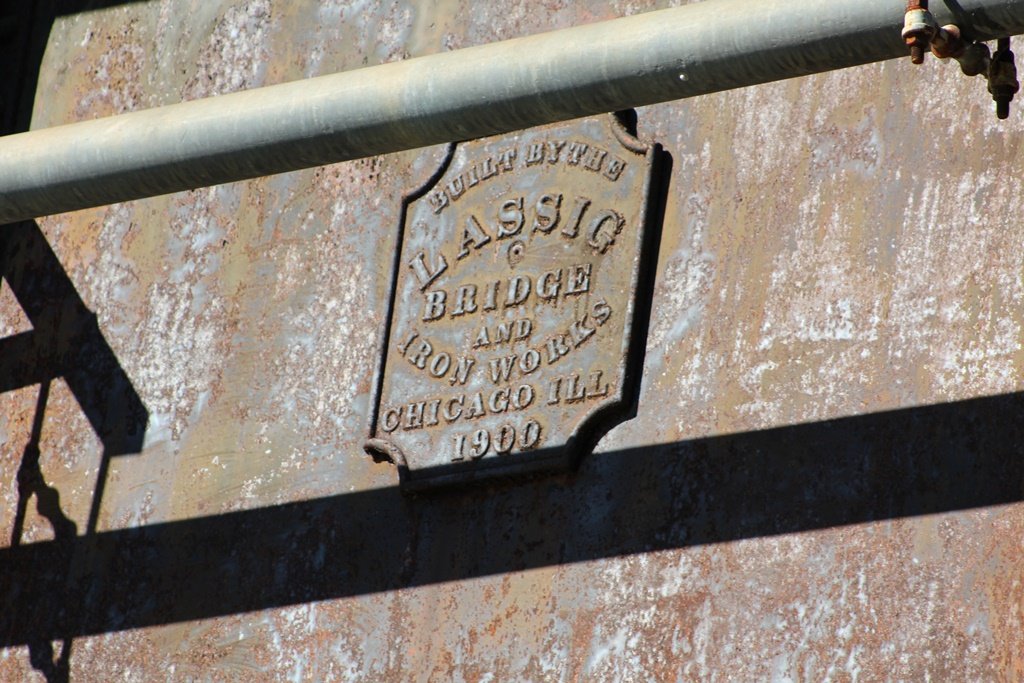 BUILT BY THE
LASSIG
BRIDGE
AND
IRON WORKS
CHICAGO ILL
1900